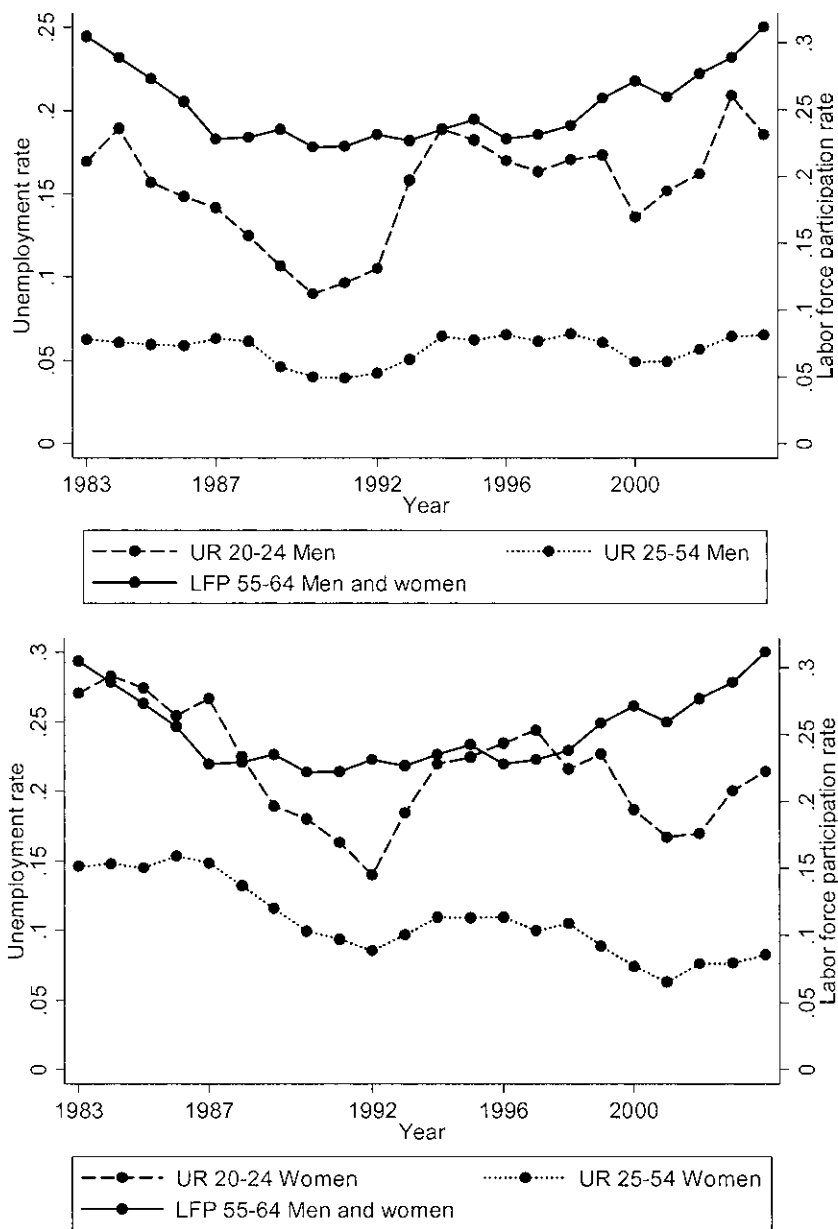 .25
.2
.15
.1
.05
0
Unemployment rate
.3
.25
.2
.15
.1
.05
0
Labor force participation rate
1983 1987 1992 1996 2000
Year
UR 20-24 Men UR 25-54 Men
LFP 55-64 Men and women
.3
.25
.2
.15
.1
.05
0
Unemployment rate
.3
.25
.2
.15
.1
.05
0
Labor force participation rate
1983 1987 1992 1996 2000
Year
UR 20-24 Women UR 25-54 Women
LFP 55-64 Men and women